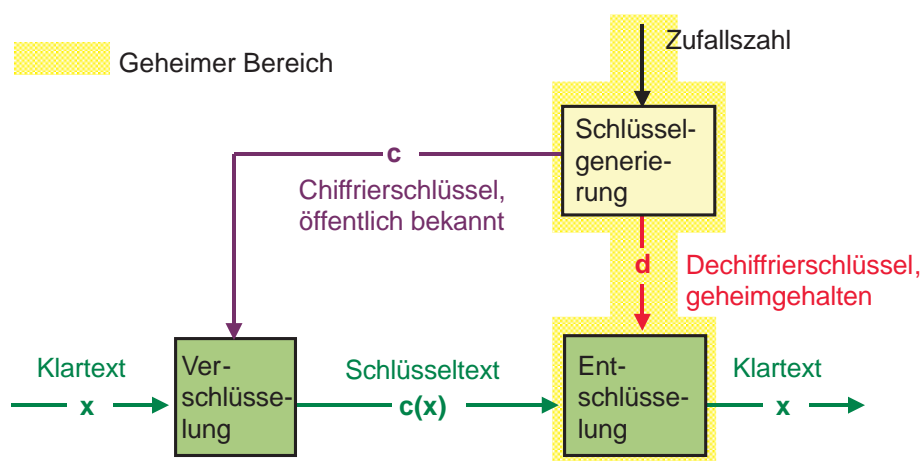 Zufallszahl
Geheimer Bereich
Schlüssel-
generie-
rung
c
Chiffrierschlüssel,
öffentlich bekannt
d
Dechiffrierschlüssel,
geheimgehalten
Klartext
x
Ver-
schlüsse-
lung
Schlüsseltext
c(x)
Ent-
schlüsse-
lung
Klartext
x